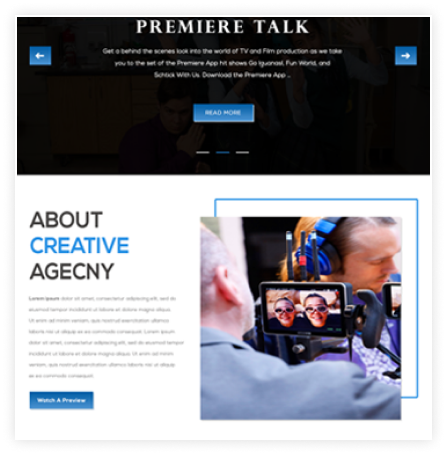 PREMIERE TALK
Get a behind the scenes look into the world of TV and Film production as we take
you to the set of the Premiere App hit shows Go Iguanas!, Fun World, and
Schtick With Us. Download the Premiere App ...
READ MORE
ABOUT
CREATIVE
AGECNY
Lorem ipsum dolor sit amet, consectetur adipiscing elit, sed do
eiusmod tempor incididunt ut labore et dolore magna aliqua.
Ut enim ad minim veniam, quis nostrud exercitation ullamco
laboris nisi ut aliquip ex ea commodo consequat. Lorem ipsum
dolor sit amet, consectetur adipiscing elit, sed do eiusmod tempor
incididunt ut labore et dolore magna aliqua. Ut enim ad minim
veniam, quis nostrud exercitation ullamco laboris nisi ut aliquip
ex ea commodo consequat.
Watch A Preview